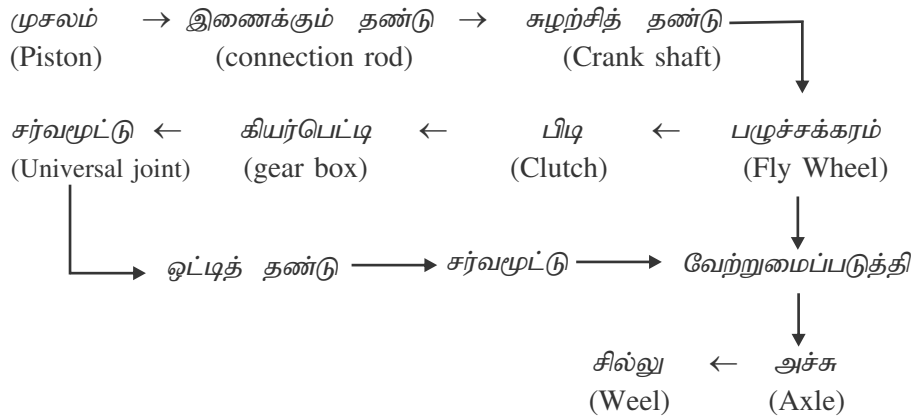 முசலம் → இணைக்கும் தண்டு → சுழற்சித் தண்டு
(Piston) (connection rod) (Crank shaft)
சர்வமூட்டு ← கியர்பெட்டி ← பிடி ← பழுச்சக்கரம்
(Universal joint) (gear box) (Clutch) (Fly Wheel)
ஒட்டித் தண்டு சர்வமூட்டு வேற்றுமைப்படுத்தி
சில்லு ← அச்சு
(Weel) (Axle)